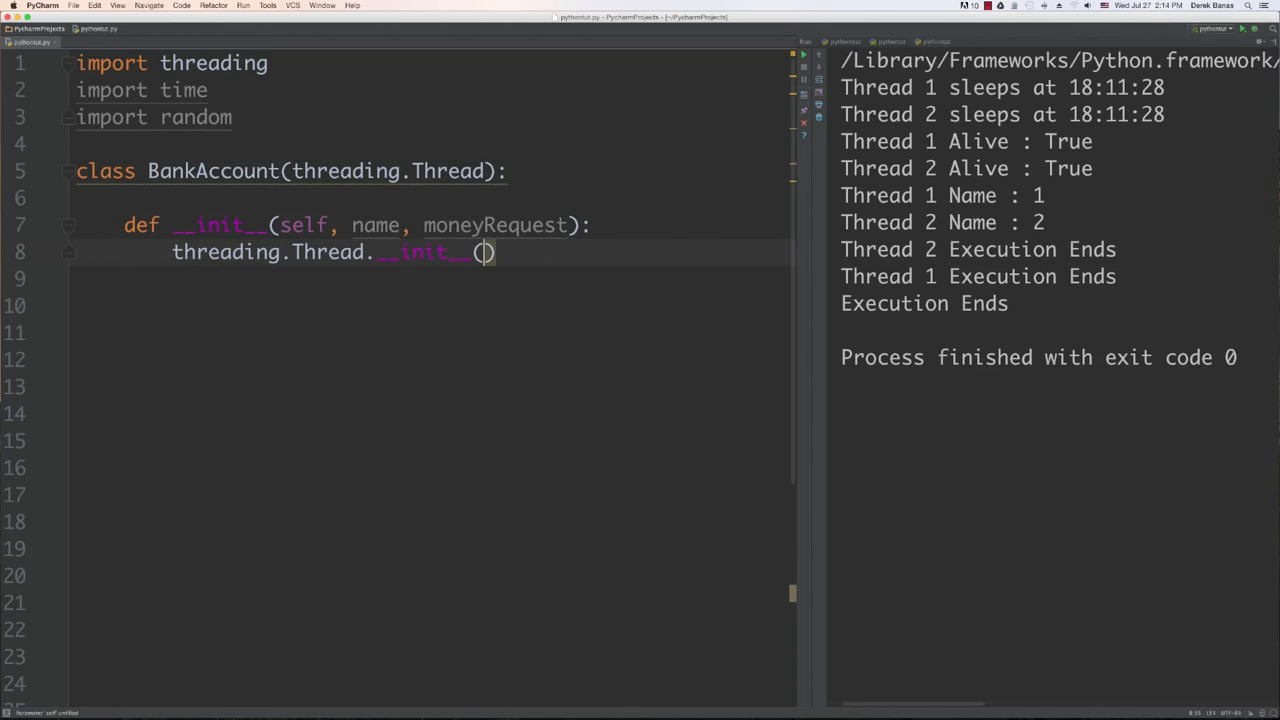 PyCharm File Edit View Navigate Code Refactor Run Tools VCS Window Help
10 Wed Jul 27 2:14 PM Derek Banas
pythontut.py - PycharmProjects - [~/PycharmProjects]
PycharmProjects pythontut.py pythontut
pythontut.py Run: pythontest pythontut pythontut
1 import threading
2 import time
3 import random
4
5 class BankAccount(threading.Thread):
6
7 def __init__(self, name, moneyRequest):
8 threading.Thread.__init__()
9
10
11
12
13
14
15
16
17
18
19
20
21
22
23
24
25
/Library/Frameworks/Python.framework/
Thread 1 sleeps at 18:11:28
Thread 2 sleeps at 18:11:28
Thread 1 Alive : True
Thread 2 Alive : True
Thread 1 Name : 1
Thread 2 Name : 2
Thread 2 Execution Ends
Thread 1 Execution Ends
Execution Ends
Process finished with exit code 0
Parameter 'self' unfilled 8:35 LF‡ UTF-8‡